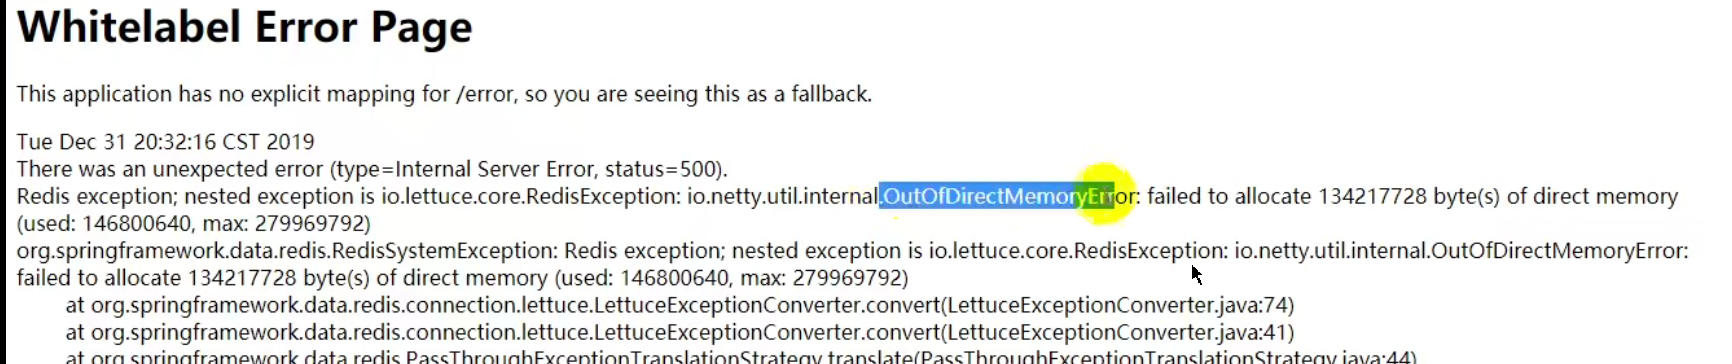 Whitelabel Error Page
This application has no explicit mapping for /error, so you are seeing this as a fallback.
Tue Dec 31 20:32:16 CST 2019
There was an unexpected error (type=Internal Server Error, status=500).
Redis exception; nested exception is io.lettuce.core.RedisException: io.netty.util.internal.OutOfDirectMemoryError: failed to allocate 134217728 byte(s) of direct memory
(used: 146800640, max: 279969792)
org.springframework.data.redis.RedisSystemException: Redis exception; nested exception is io.lettuce.core.RedisException: io.netty.util.internal.OutOfDirectMemoryError:
failed to allocate 134217728 byte(s) of direct memory (used: 146800640, max: 279969792)
at org.springframework.data.redis.connection.lettuce.LettuceExceptionConverter.convert(LettuceExceptionConverter.java:74)
at org.springframework.data.redis.connection.lettuce.LettuceExceptionConverter.convert(LettuceExceptionConverter.java:41)
at org.springframework.data.redis.PassThroughExceptionTranslationStrategy.translate(PassThroughExceptionTranslationStrategy.java:44)